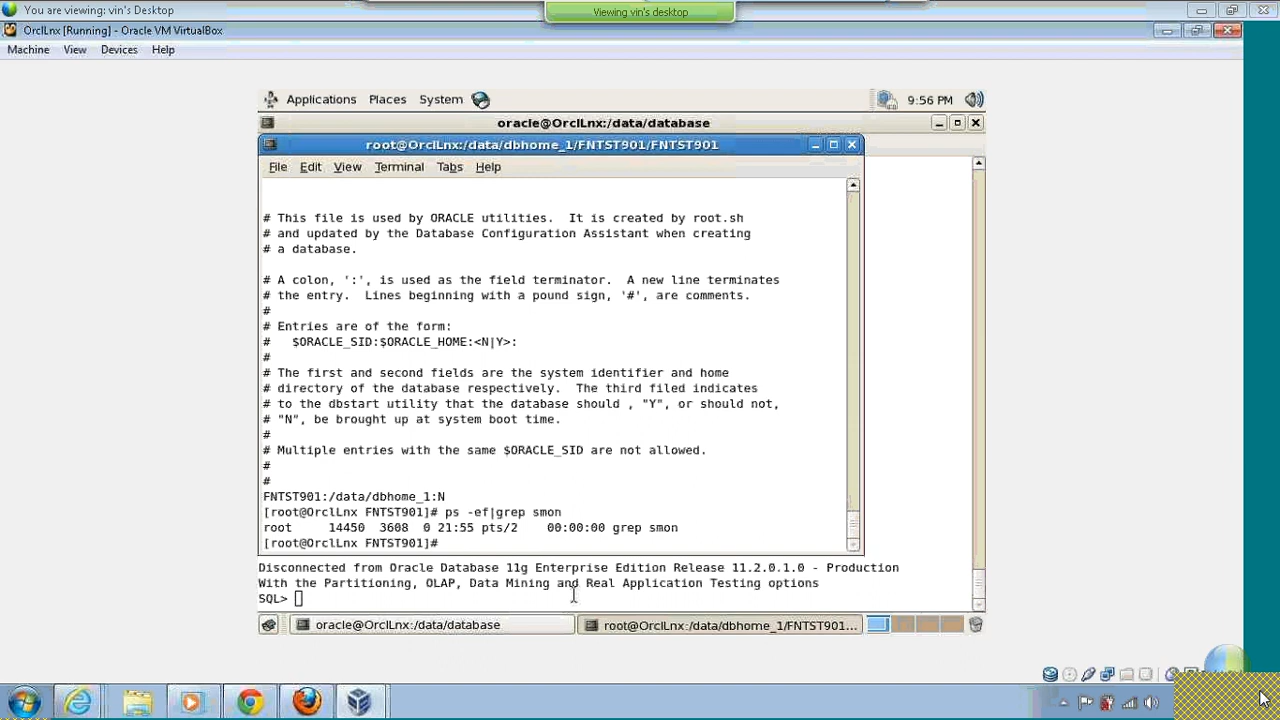 You are viewing: vin's Desktop
Viewing vin's desktop
OrclLnx [Running] - Oracle VM VirtualBox
Machine View Devices Help
Applications Places System 9:56 PM
oracle@OrclLnx:/data/database
root@OrclLnx:/data/dbhome_1/FNTST901/FNTST901
File Edit View Terminal Tabs Help
# This file is used by ORACLE utilities.  It is created by root.sh
# and updated by the Database Configuration Assistant when creating
# a database.
# A colon, ':', is used as the field terminator.  A new line terminates
# the entry.  Lines beginning with a pound sign, '#', are comments.
#
# Entries are of the form:
#   $ORACLE_SID:$ORACLE_HOME:<N|Y>:
#
# The first and second fields are the system identifier and home
# directory of the database respectively.  The third filed indicates
# to the dbstart utility that the database should , "Y", or should not,
# "N", be brought up at system boot time.
#
# Multiple entries with the same $ORACLE_SID are not allowed.
#
#
FNTST901:/data/dbhome_1:N
[root@OrclLnx FNTST901]# ps -ef|grep smon
root     14450  3608  0 21:55 pts/2    00:00:00 grep smon
[root@OrclLnx FNTST901]#
Disconnected from Oracle Database 11g Enterprise Edition Release 11.2.0.1.0 - Production
With the Partitioning, OLAP, Data Mining and Real Application Testing options
SQL>
oracle@OrclLnx:/data/database
root@OrclLnx:/data/dbhome_1/FNTST901...